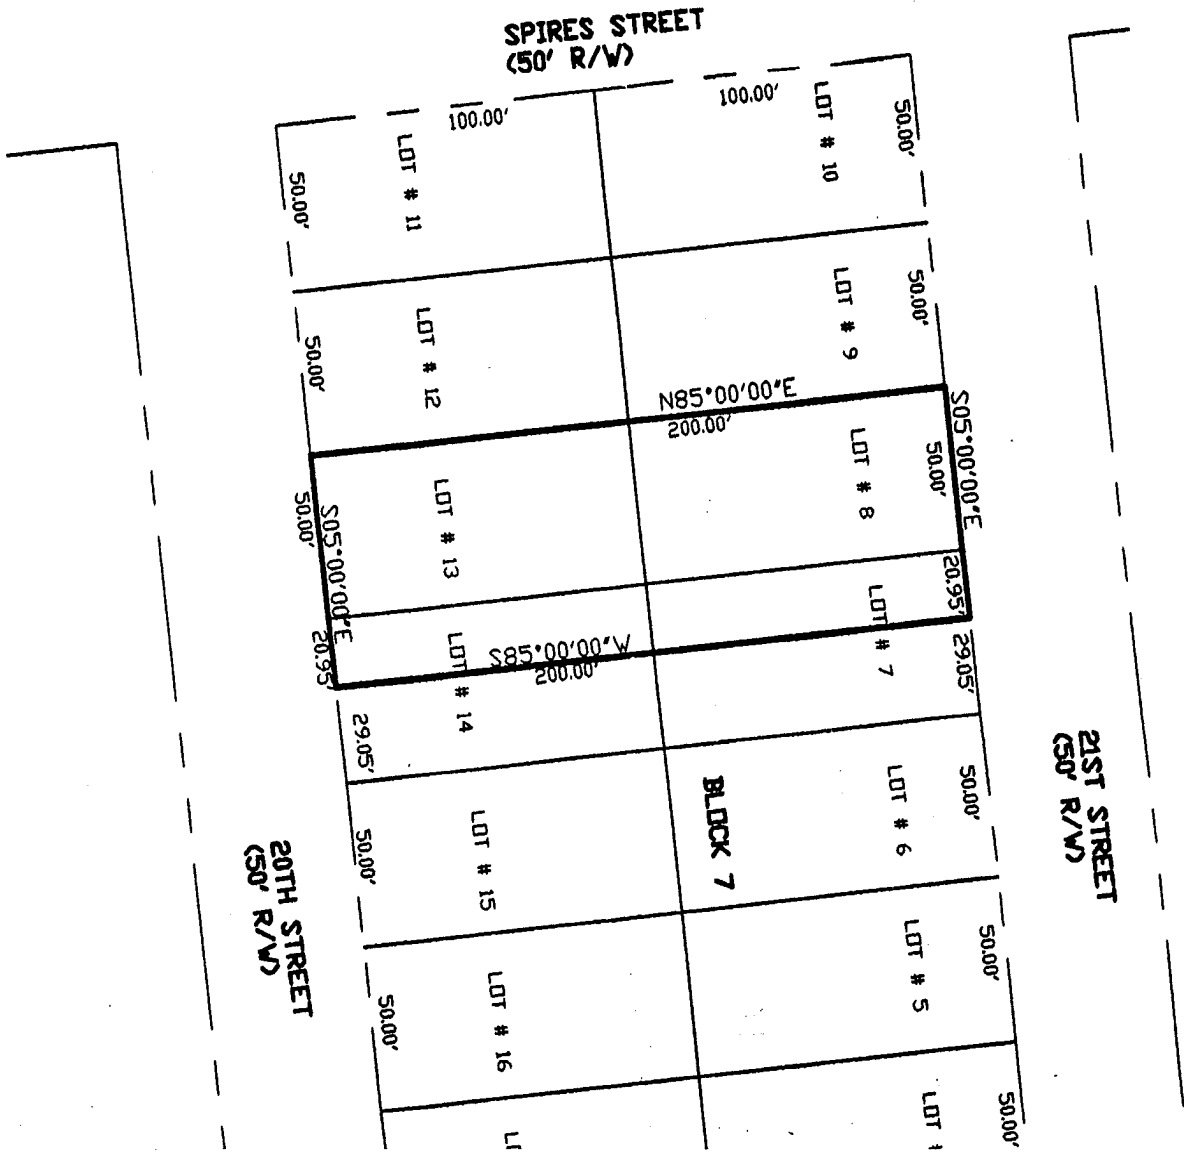 SPIRES STREET
(50' R/W)
100.00'
100.00'
LOT # 11
LOT # 10
50.00'
50.00'
LOT # 12
LOT # 9
50.00'
50.00'
N85°00'00"E
200.00'
LOT # 13
LOT # 8
50.00'
S05°00'00"E
50.00'
S05°00'00"E
20.95'
20.95'
S85°00'00"W
200.00'
LOT # 14
LOT # 7
29.05'
29.05'
BLOCK 7
LOT # 15
LOT # 6
50.00'
50.00'
20TH STREET
(50' R/W)
21ST STREET
(50' R/W)
LOT # 16
LOT # 5
50.00'
50.00'
LOT #
50.00'